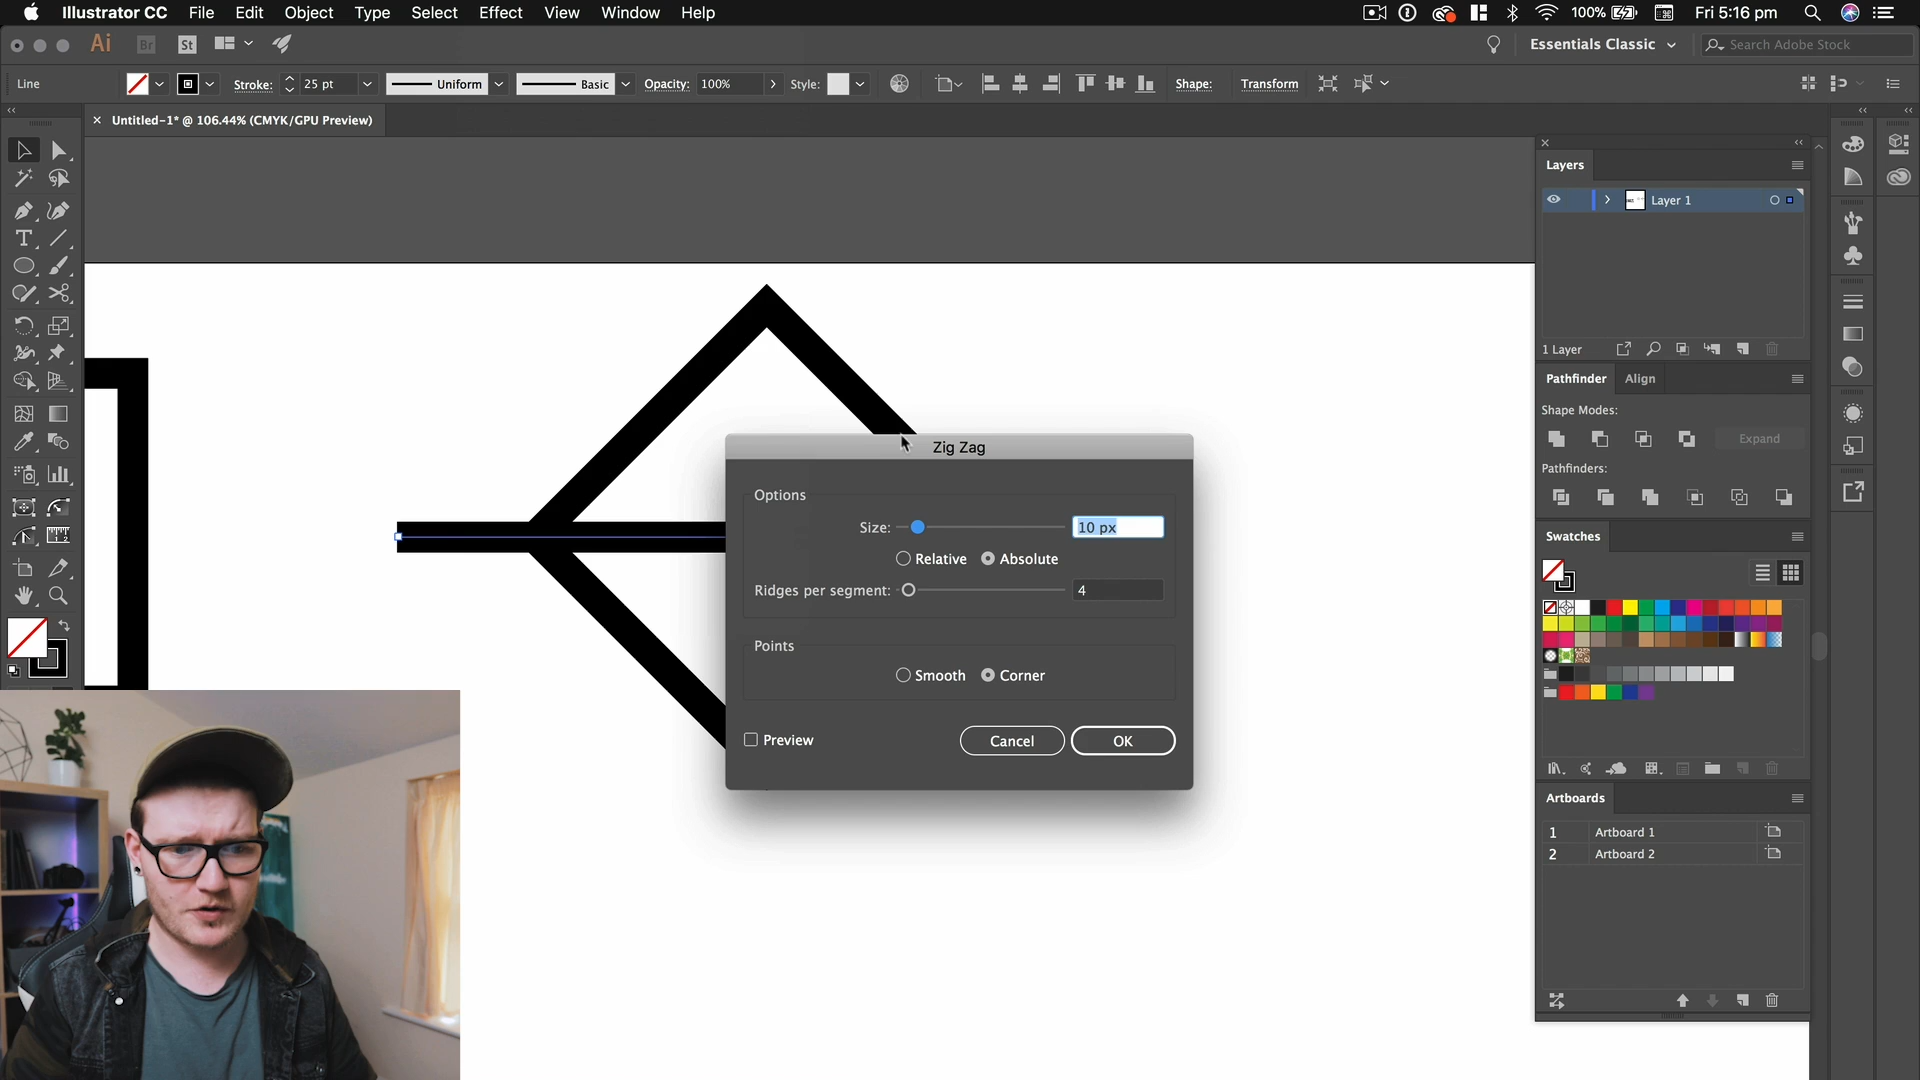 Illustrator CC File Edit Object Type Select Effect View Window Help
100% Fri 5:16 pm
Ai Br St Essentials Classic Search Adobe Stock
Line Stroke: 25 pt Uniform Basic Opacity: 100% Style: Shape: Transform
Untitled-1* @ 106.44% (CMYK/GPU Preview)
Layers
Layer 1
1 Layer
Pathfinder Align
Shape Modes:
Expand
Pathfinders:
Swatches
Artboards
1 Artboard 1
2 Artboard 2
Zig Zag
Options
Size: 10 px
Relative Absolute
Ridges per segment: 4
Points
Smooth Corner
Preview Cancel OK